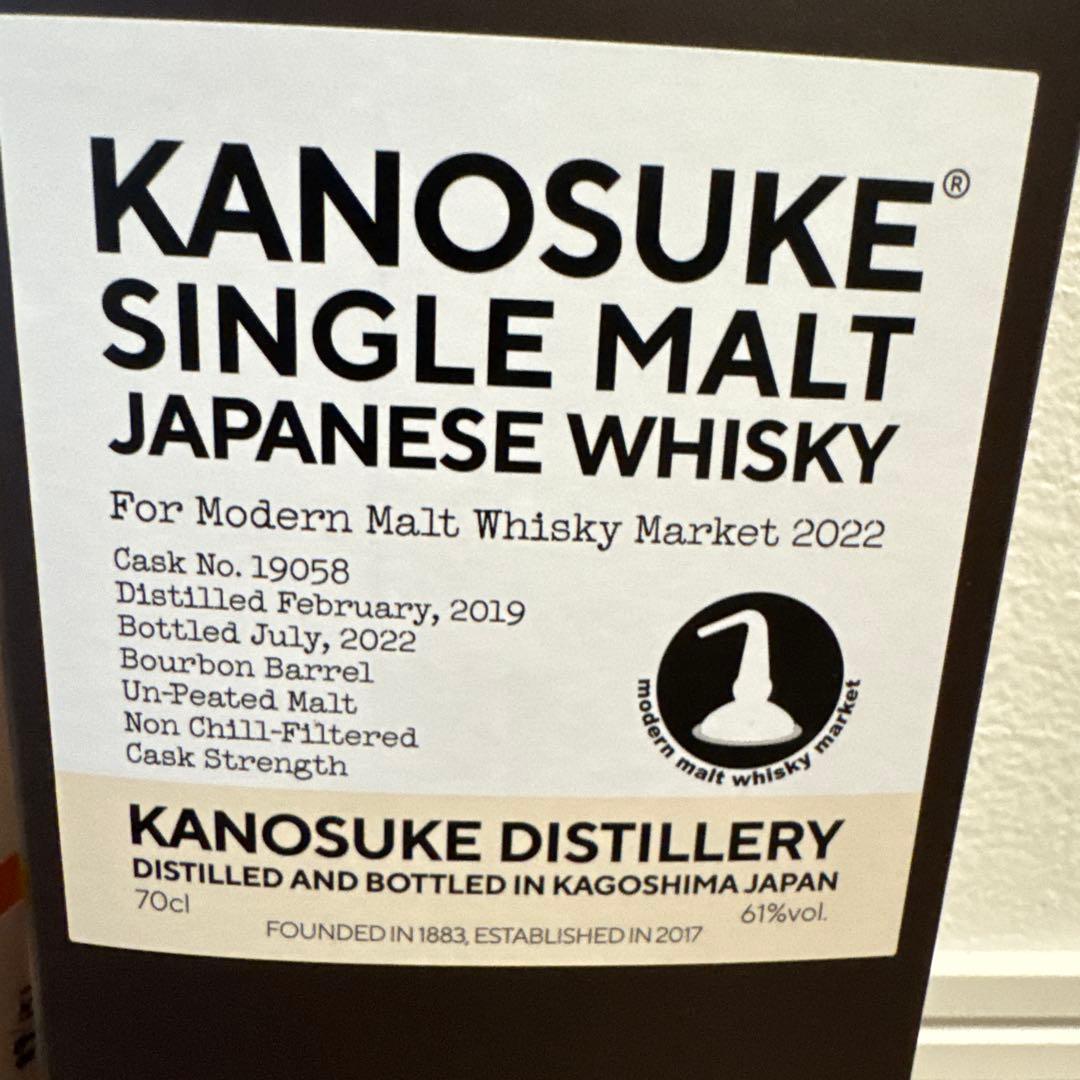 KANOSUKE®
SINGLE MALT
JAPANESE WHISKY
For Modern Malt Whisky Market 2022
Cask No. 19058
Distilled February, 2019
Bottled July, 2022
Bourbon Barrel
Un-Peated Malt
Non Chill-Filtered
Cask Strength
modern malt whisky market
KANOSUKE DISTILLERY
DISTILLED AND BOTTLED IN KAGOSHIMA JAPAN
70cl 61%vol.
FOUNDED IN 1883, ESTABLISHED IN 2017